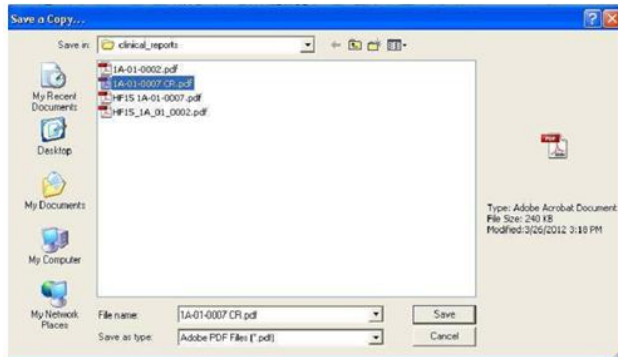 Save a Copy...
Save in:
clinical_reports
1A-01-0002.pdf
1A-01-0007 CR.pdf
HF15 1A-01-0007.pdf
HF15_1A_01_0002.pdf
My Recent
Documents
Desktop
My Documents
My Computer
My Network
Places
Type: Adobe Acrobat Document
File Size: 240 KB
Modified:3/26/2012 3:18 PM
File name:
1A-01-0007 CR.pdf
Save
Save as type:
Adobe PDF Files (*.pdf)
Cancel